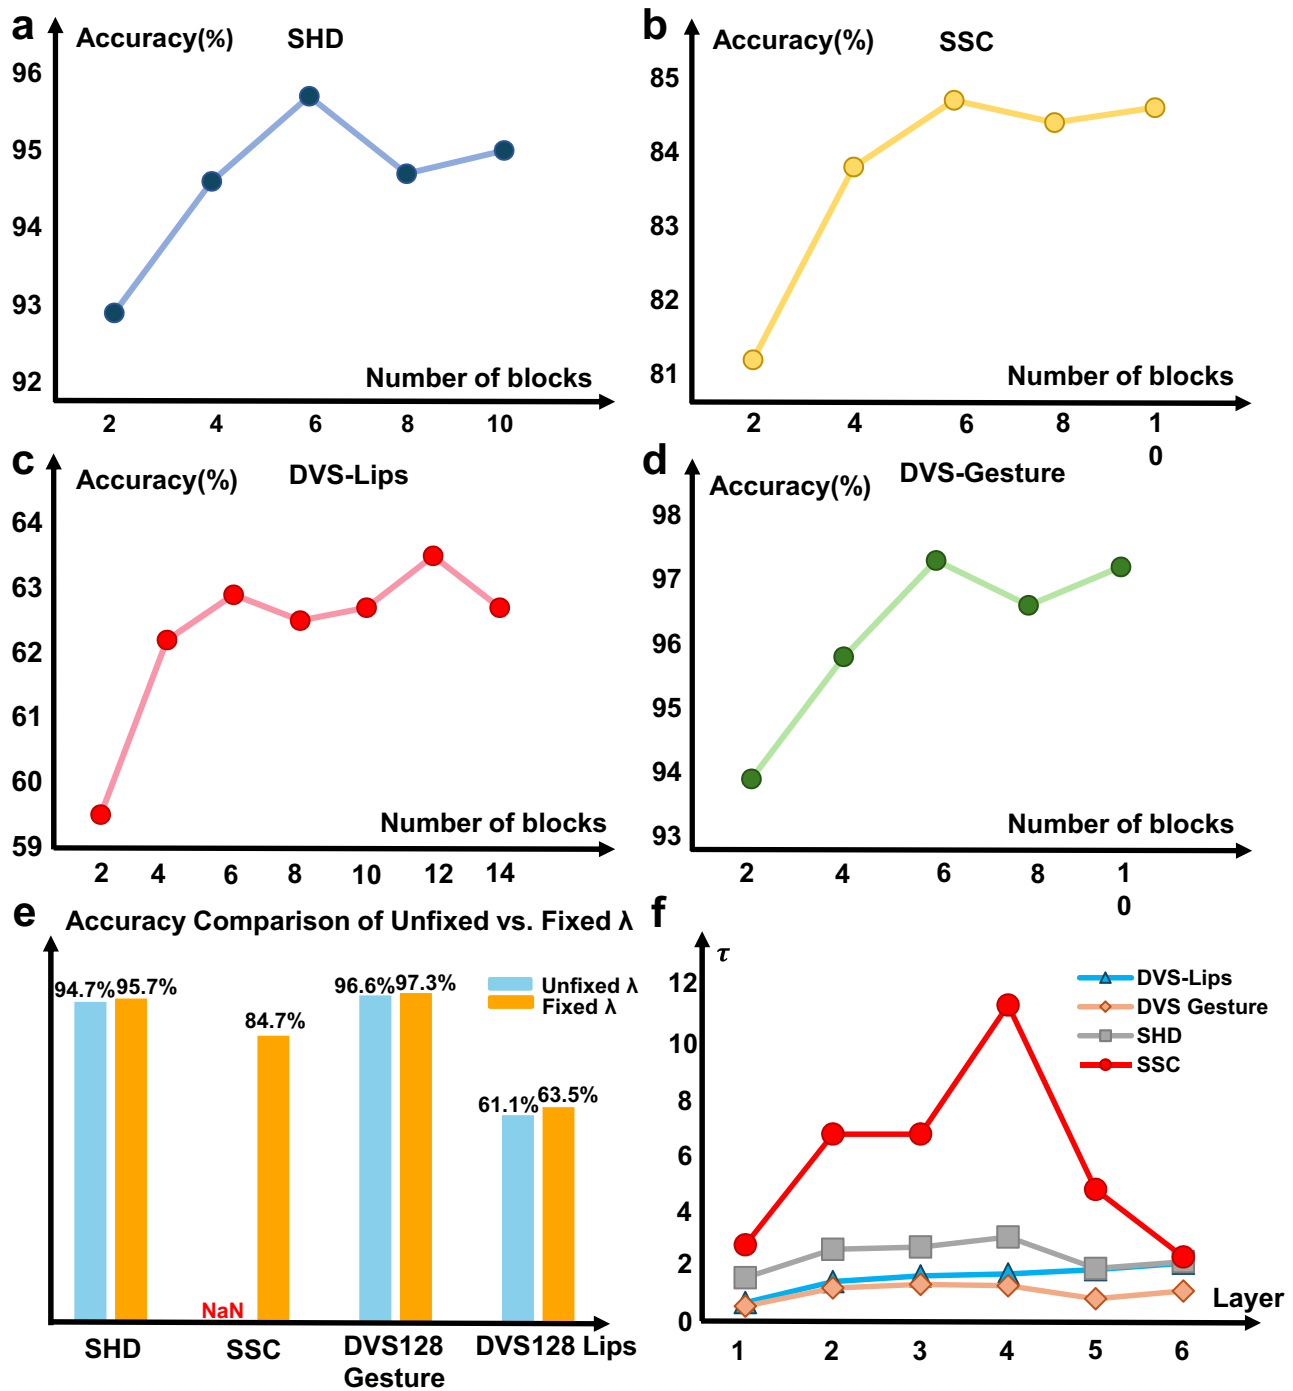 a
Accuracy(%)
SHD
96
95
94
93
92
Number of blocks
2 4 6 8 10
b
Accuracy(%)
SSC
85
84
83
82
81
Number of blocks
2 4 6 8 1
0
c
Accuracy(%)
DVS-Lips
64
63
62
61
60
59
Number of blocks
2 4 6 8 10 12 14
d
Accuracy(%)
DVS-Gesture
98
97
96
95
94
93
Number of blocks
2 4 6 8 1
0
e
Accuracy Comparison of Unfixed vs. Fixed λ
94.7% 95.7%
84.7%
96.6% 97.3%
61.1% 63.5%
Unfixed λ
Fixed λ
NaN
SHD SSC DVS128 DVS128 Lips
Gesture
f
τ
12
10
8
6
4
2
0
DVS-Lips
DVS Gesture
SHD
SSC
Layer
1 2 3 4 5 6